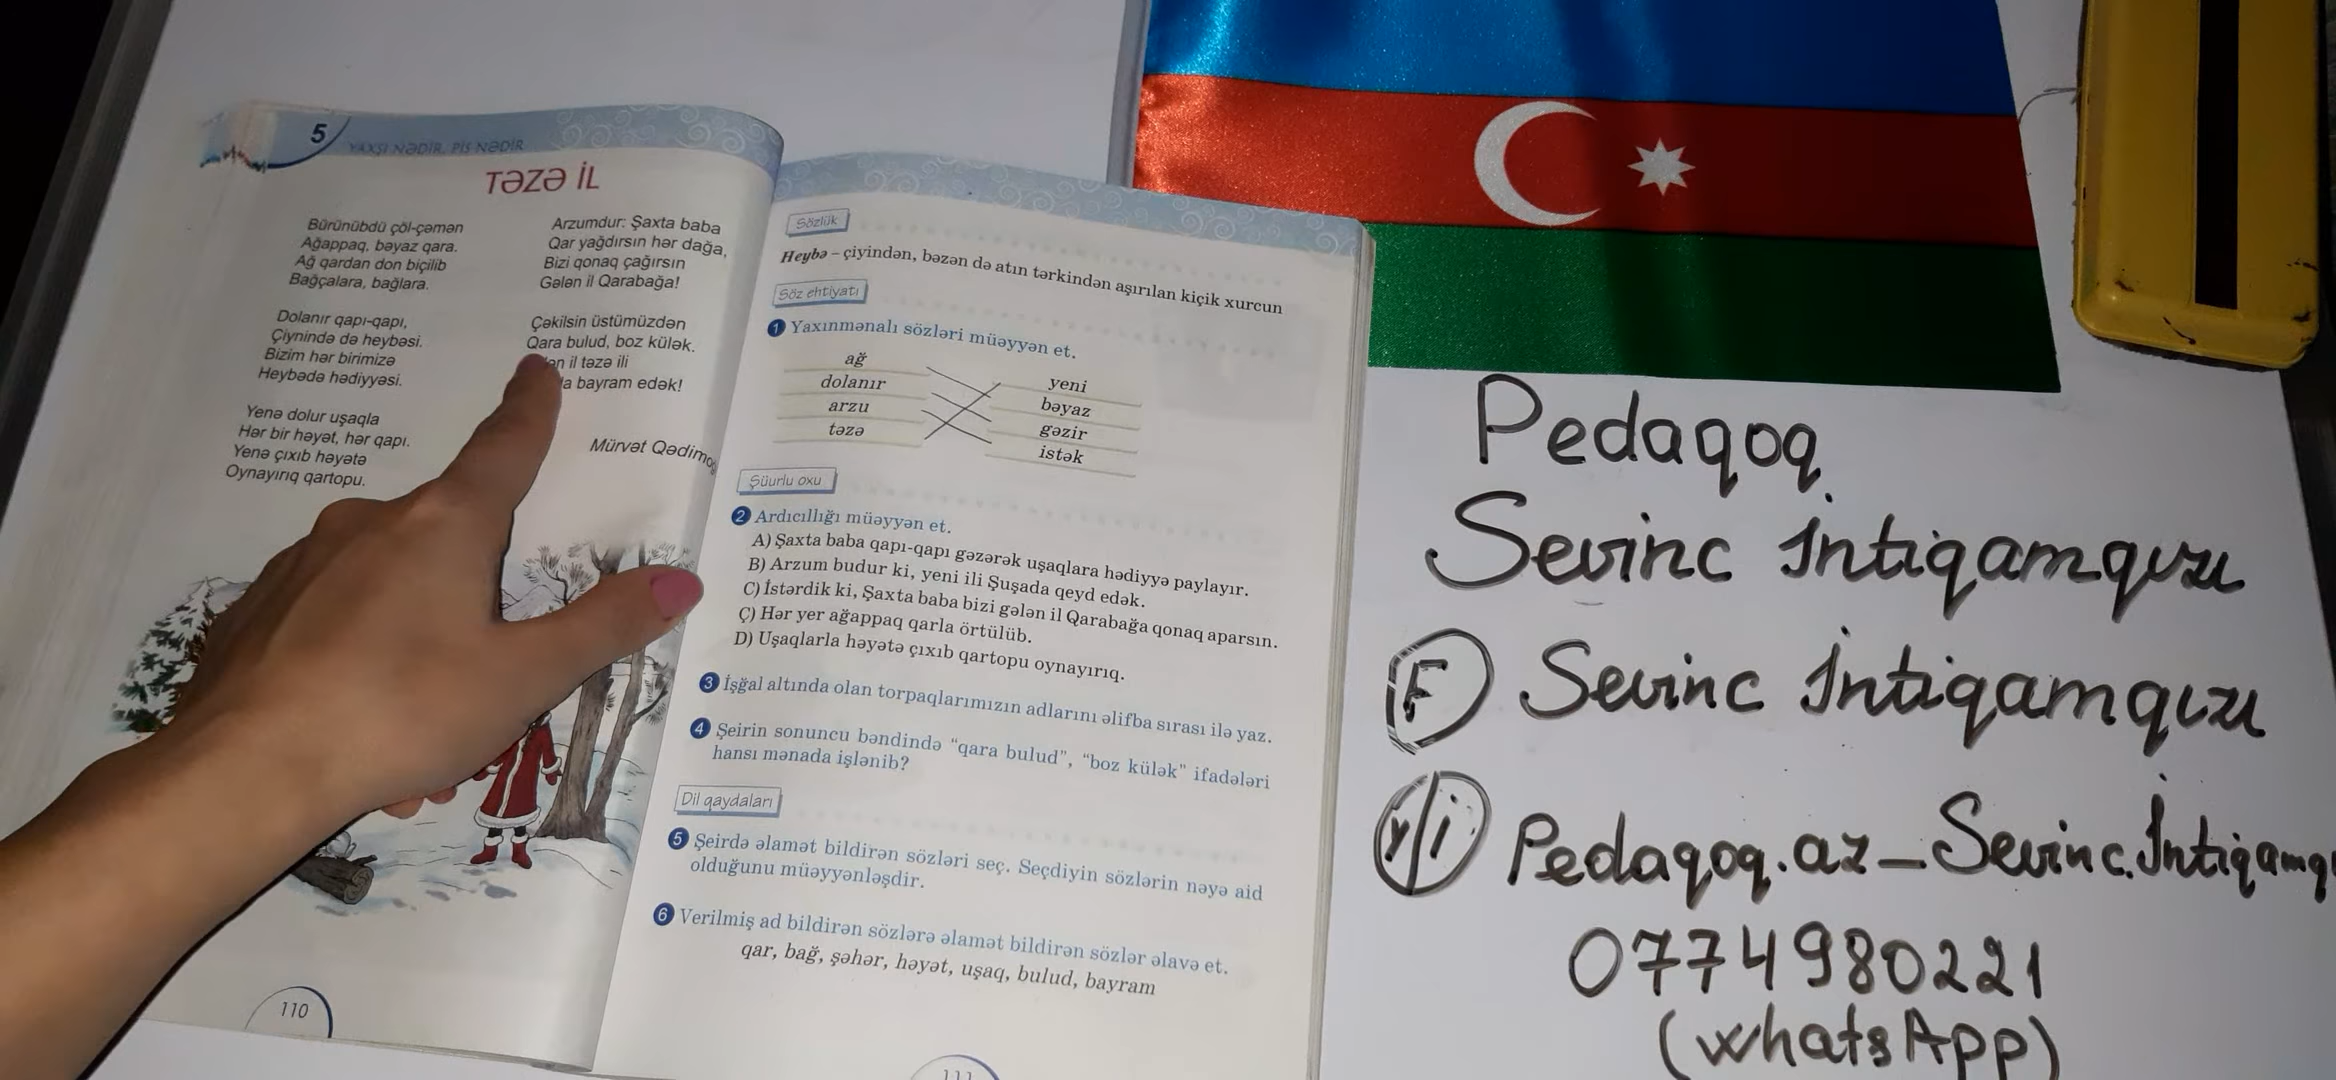 5
YAXŞI NƏDİR, PİS NƏDİR
TƏZƏ İL
Bürünübdü çöl-çəmən
Ağappaq, bəyaz qara.
Ağ qardan don biçilib
Bağçalara, bağlara.
Dolanır qapı-qapı,
Çiynində də heybəsi.
Bizim hər birimizə
Heybədə hədiyyəsi.
Yenə dolur uşaqla
Hər bir həyət, hər qapı.
Yenə çıxıb həyətə
Oynayırıq qartopu.
Arzumdur: Şaxta baba
Qar yağdırsın hər dağa,
Bizi qonaq çağırsın
Gələn il Qarabağa!
Çəkilsin üstümüzdən
Qara bulud, boz külək.
il təzə ili
bayram edək!
Mürvət
110
Sözlük
Heybə – çiyindən, bəzən də atın tərkindən aşırılan kiçik xurcun
Söz ehtiyatı
1 Yaxınmənalı sözləri müəyyən et.
ağ
dolanır
arzu
təzə
yeni
bəyaz
gəzir
istək
Şüurlu oxu
2 Ardıcıllığı müəyyən et.
A) Şaxta baba qapı-qapı gəzərək uşaqlara hədiyyə paylayır.
B) Arzum budur ki, yeni ili Şuşada qeyd edək.
C) İstərdik ki, Şaxta baba bizi gələn il Qarabağa qonaq aparsın.
Ç) Hər yer ağappaq qarla örtülüb.
D) Uşaqlarla həyətə çıxıb qartopu oynayırıq.
3 İşğal altında olan torpaqlarımızın adlarını əlifba sırası ilə yaz.
4 Şeirin sonuncu bəndində “qara bulud”, “boz külək” ifadələri
hansı mənada işlənib?
Dil qaydaları
5 Şeirdə əlamət bildirən sözləri seç. Seçdiyin sözlərin nəyə aid
olduğunu müəyyənləşdir.
6 Verilmiş ad bildirən sözlərə əlamət bildirən sözlər əlavə et.
qar, bağ, şəhər, həyət, uşaq, bulud, bayram
111
Pedaqoq
Sevinc İntiqamqızı
F Sevinc İntiqamqızı
Y/i Pedaqoq.az_Sevinc.İntiqamq
0774980221
(whatsApp)